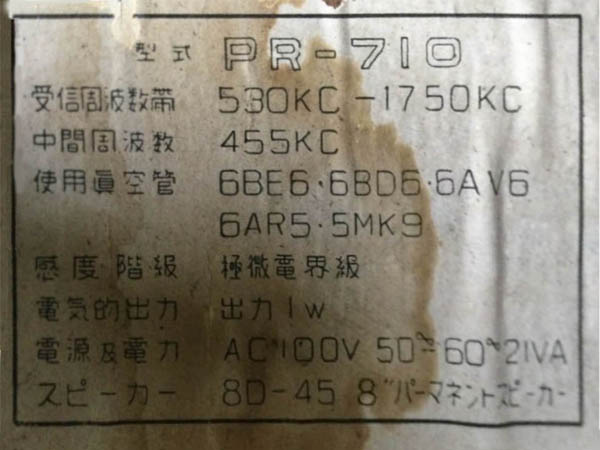 型式 PR-710
受信周波数帯 530KC-1750KC
中間周波数 455KC
使用眞空管 6BE6・6BD6・6AV6
6AR5・5MK9
感度階級 極微電界級
電気的出力 出力1w
電源及電力 AC100V 50~60~21VA
スピーカー 8D-45 8"パーマネントスピーカー